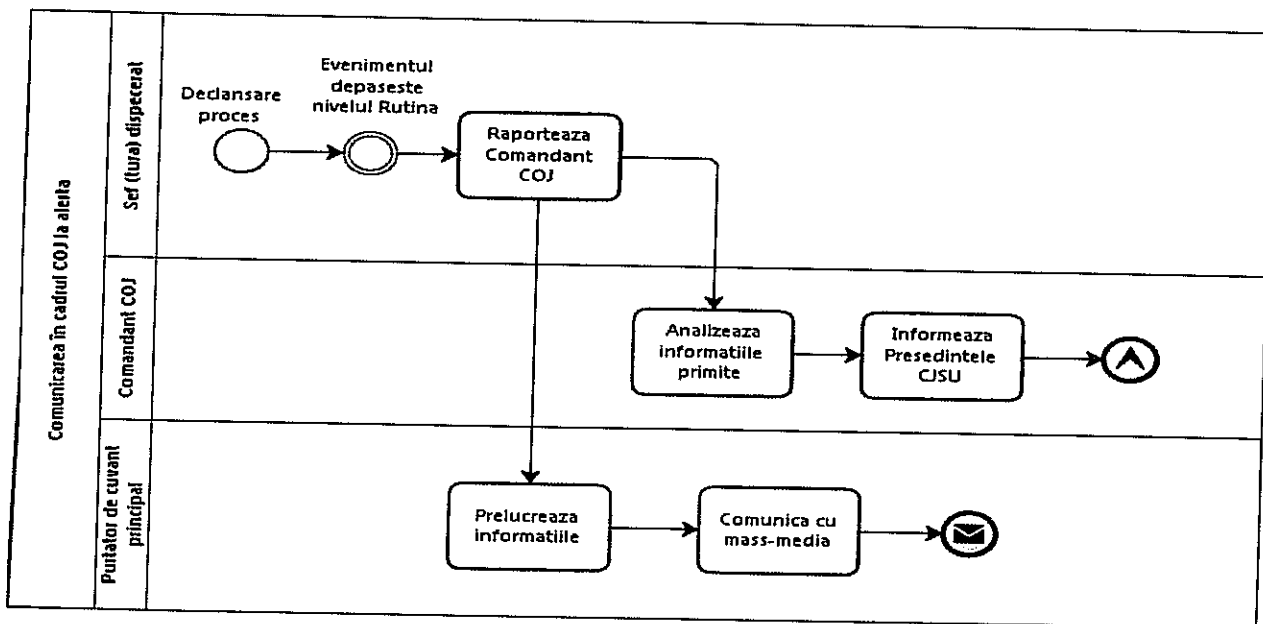 Comunicarea în cadrul COJ la alerta
Sef (tura) dispecerat
Declansare
proces
Evenimentul
depaseste
nivelul Rutina
Raporteaza
Comandant
COJ
Comandant COJ
Analizeaza
informatiile
primite
Informeaza
Presedintele
CJSU
Purtator de cuvant
principal
Prelucreaza
informatiile
Comunica cu
mass-media